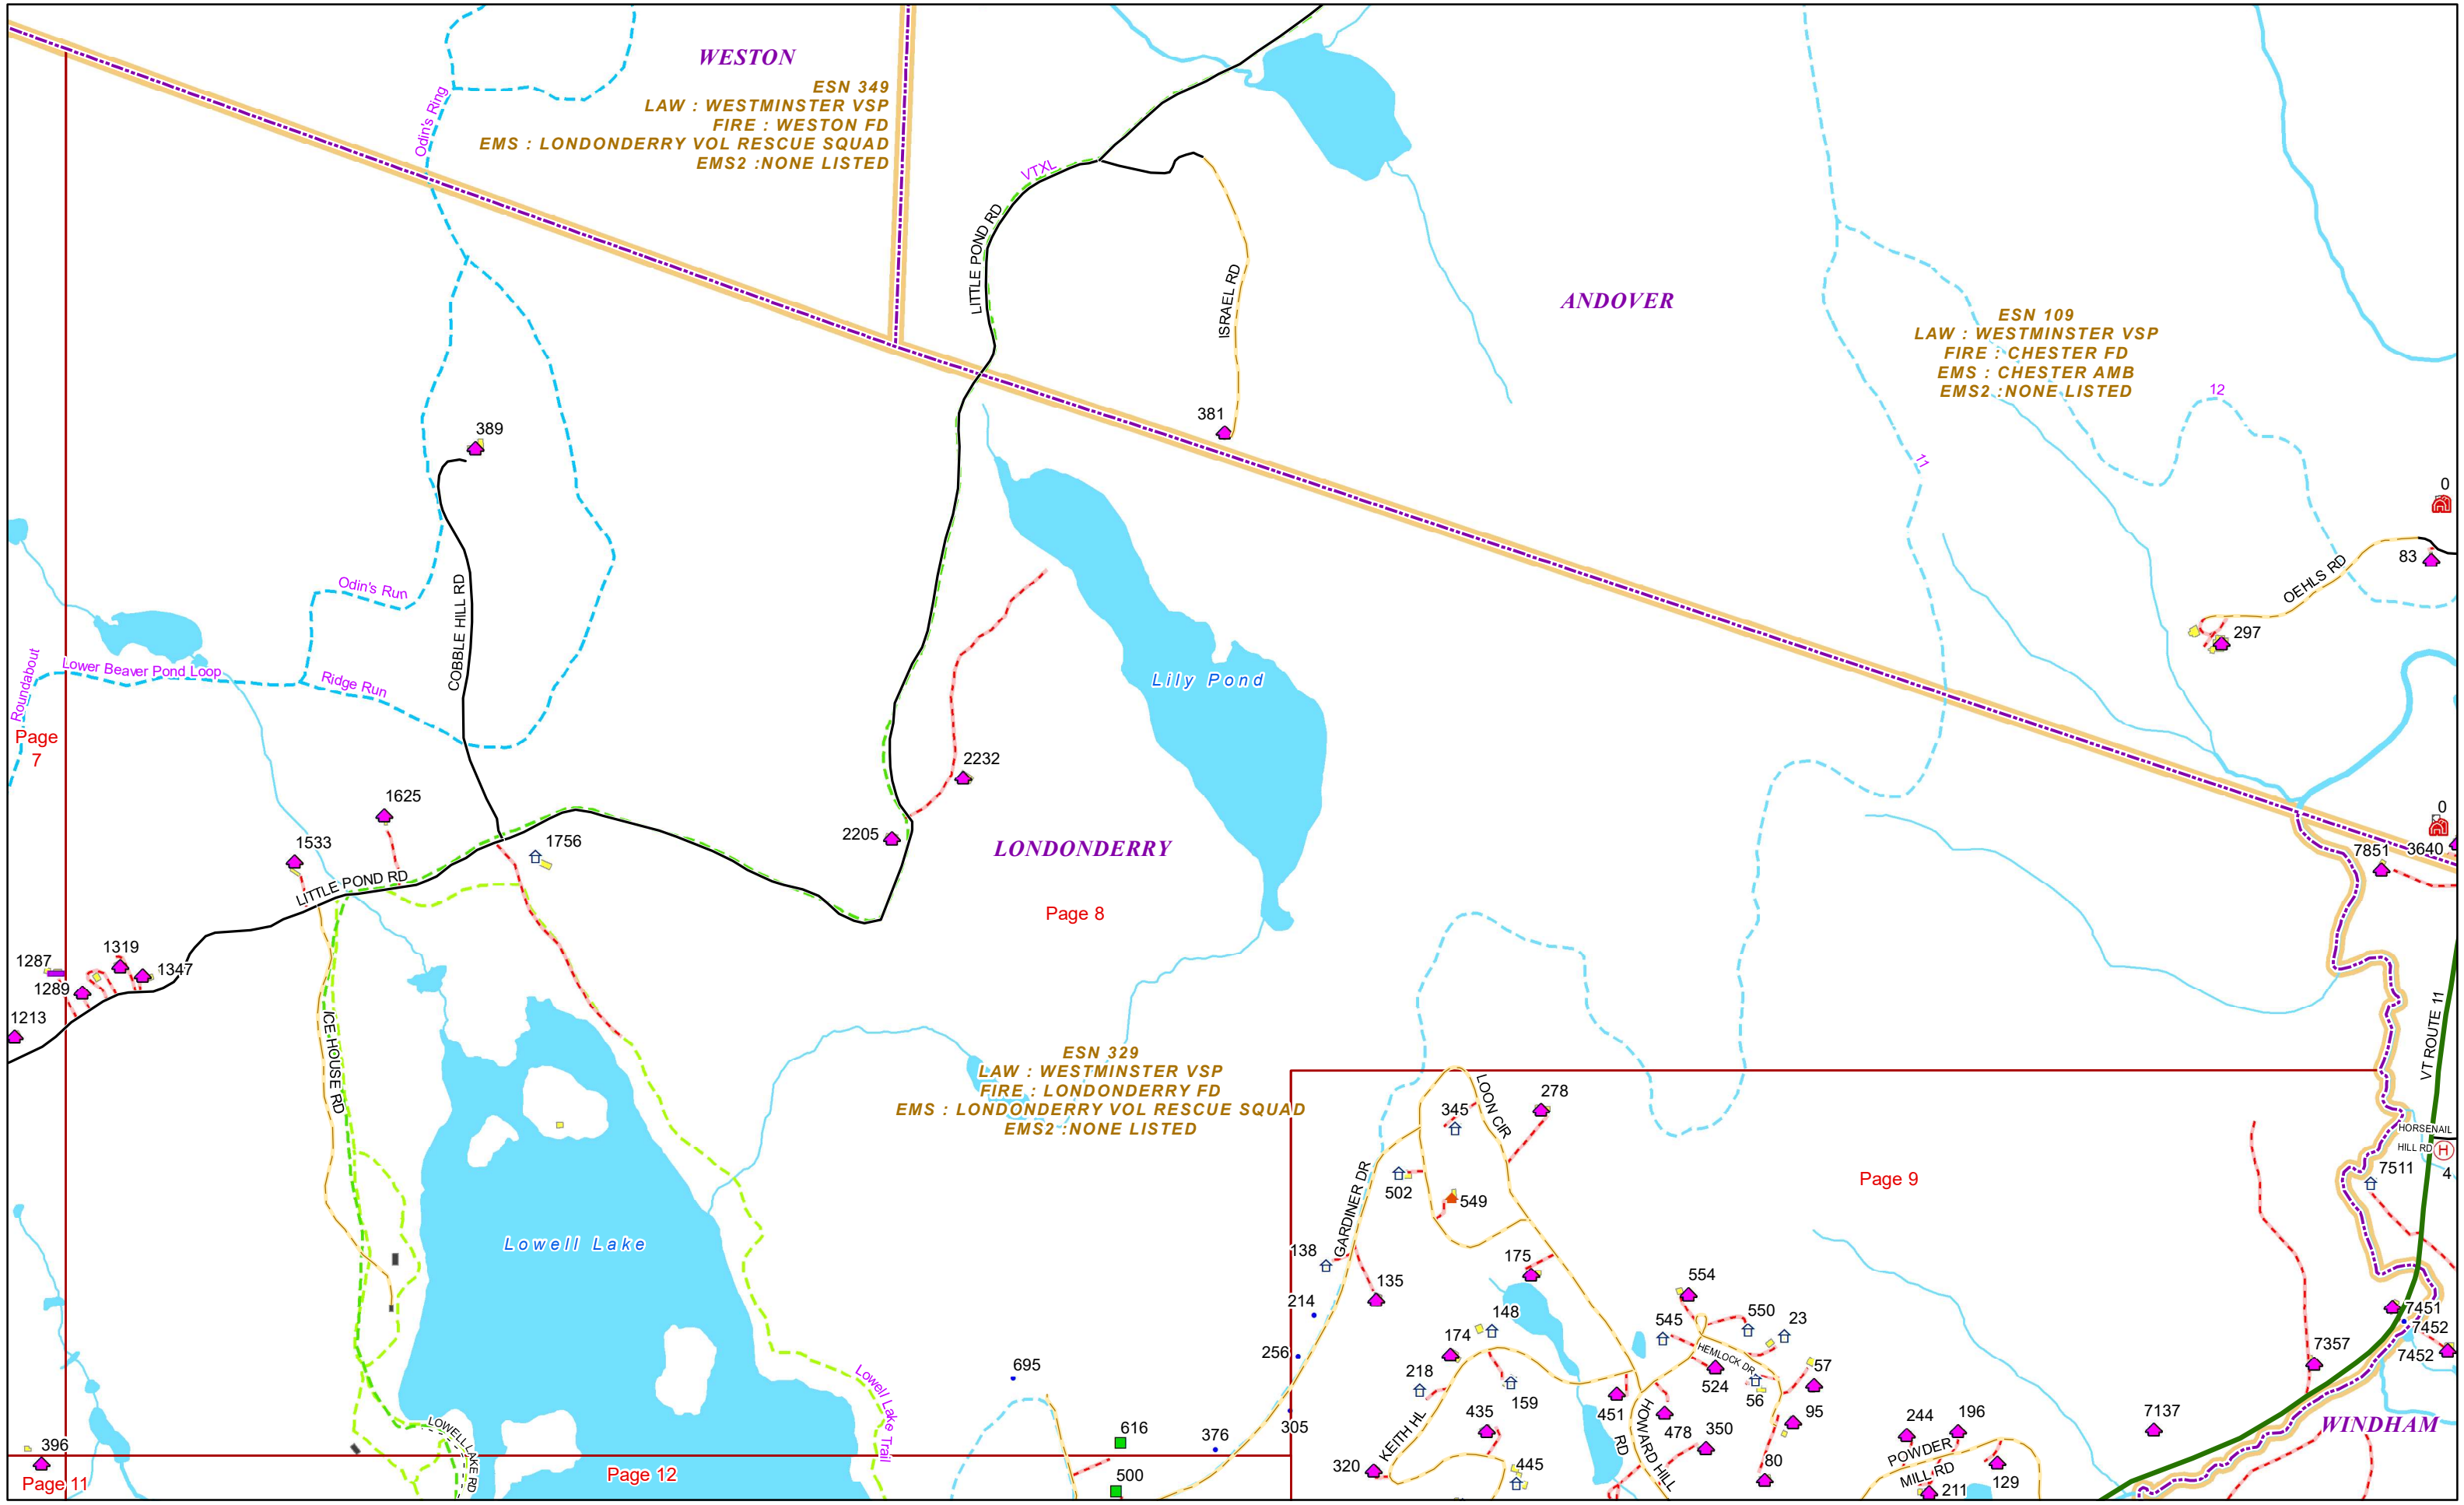 WESTON
ESN 349
LAW : WESTMINSTER VSP
FIRE : WESTON FD
EMS : LONDONDERRY VOL RESCUE SQUAD
EMS2 :NONE LISTED
Odin's Ring
VTXL
LITTLE POND RD
ISRAEL RD
ANDOVER
ESN 109
LAW : WESTMINSTER VSP
FIRE : CHESTER FD
EMS : CHESTER AMB
EMS2 :NONE LISTED
12
11
381
389
0
83
OEHLS RD
297
Odin's Run
COBBLE HILL RD
Roundabout
Lower Beaver Pond Loop
Ridge Run
Lily Pond
Page
7
2232
1625
2205
1533
1756
LONDONDERRY
0
7851
3640
LITTLE POND RD
Page 8
1319
1287
1347
1289
1213
ICE HOUSE RD
VT ROUTE 11
ESN 329
LAW : WESTMINSTER VSP
FIRE : LONDONDERRY FD
EMS : LONDONDERRY VOL RESCUE SQUAD
EMS2 :NONE LISTED
LOON CIR
278
345
HORSENAIL
HILL RD
H
4
7511
Page 9
502
549
GARDINER DR
Lowell Lake
138
175
135
554
214
148
545
550
23
7451
7452
7452
174
256
HEMLOCK DR
7357
57
218
695
524
56
159
Lowell Lake Trail
451
HOWARD HILL
RD
435
478
350
95
305
KEITH HL
616
376
244
196
7137
WINDHAM
LOWELL LAKE RD
396
POWDER
MILL RD
Page 11
Page 12
500
320
445
80
129
211